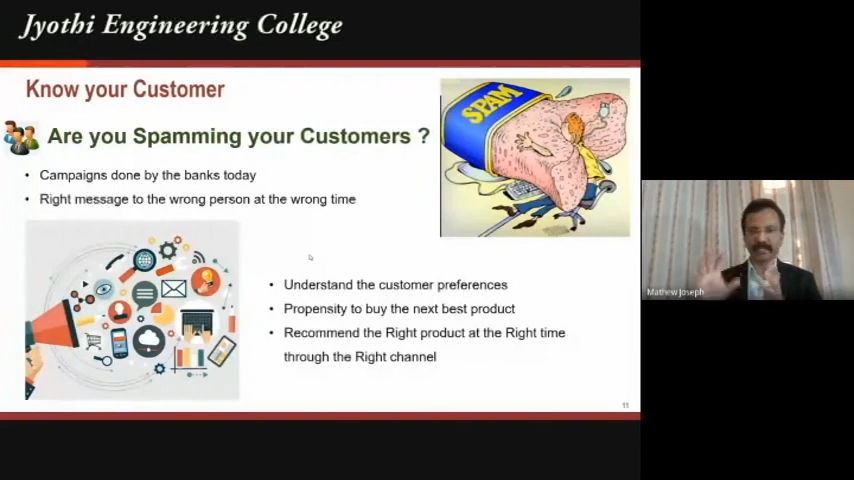 Jyothi Engineering College
Know your Customer
SPAM
Are you Spamming your Customers ?
• Campaigns done by the banks today
• Right message to the wrong person at the wrong time
• Understand the customer preferences
• Propensity to buy the next best product
• Recommend the Right product at the Right time
through the Right channel
Mathew Joseph
11